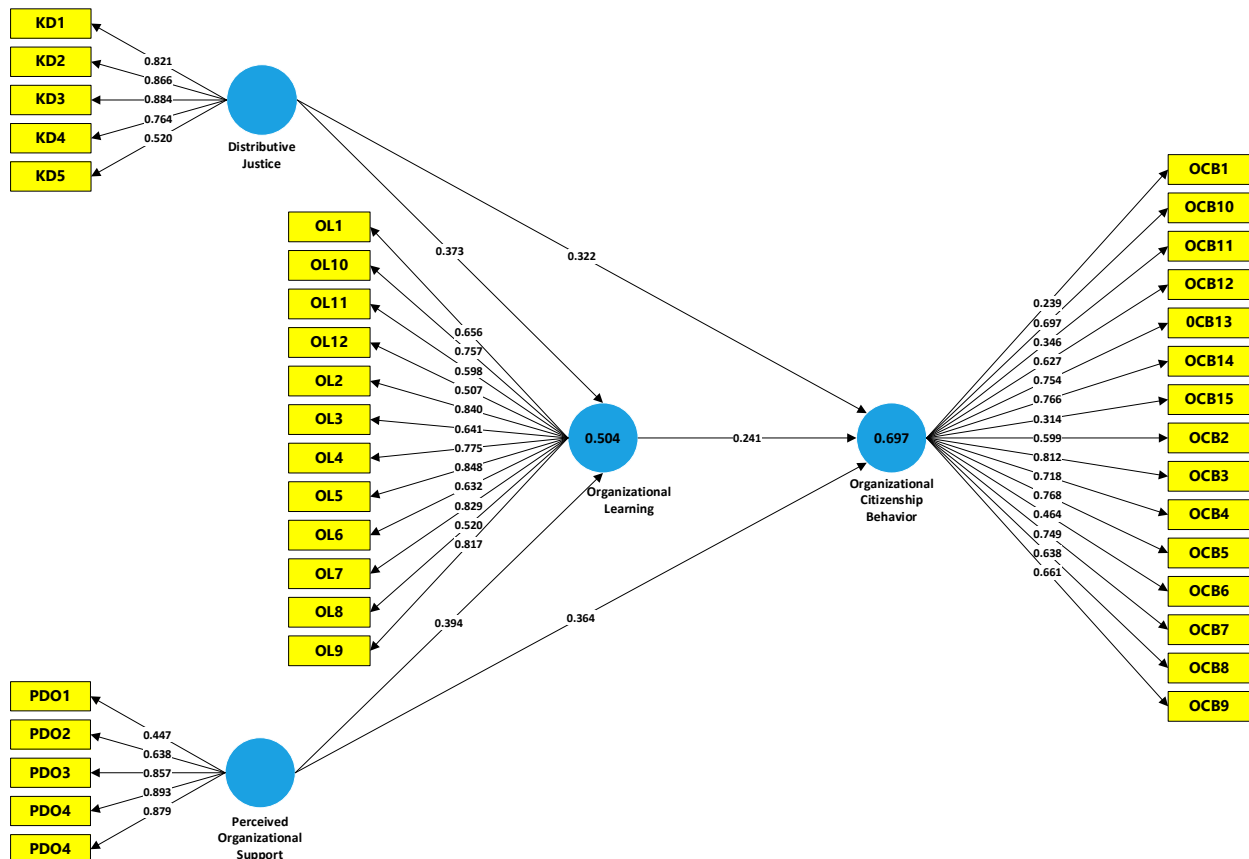 KD1
KD2
KD3
KD4
KD5
0.821
0.866
0.884
0.764
0.520
Distributive
Justice
0.373
0.322
OL1
OL10
OL11
OL12
OL2
OL3
OL4
OL5
OL6
OL7
OL8
OL9
0.656
0.757
0.598
0.507
0.840
0.641
0.775
0.848
0.632
0.829
0.520
0.817
0.504
Organizational
Learning
0.241
0.697
Organizational
Citizenship
Behavior
0.394
0.364
0.239
0.697
0.346
0.627
0.754
0.766
0.314
0.599
0.812
0.718
0.768
0.464
0.749
0.638
0.661
OCB1
OCB10
OCB11
OCB12
0CB13
OCB14
OCB15
OCB2
OCB3
OCB4
OCB5
OCB6
OCB7
OCB8
OCB9
PDO1
PDO2
PDO3
PDO4
PDO4
0.447
0.638
0.857
0.893
0.879
Perceived
Organizational
Support